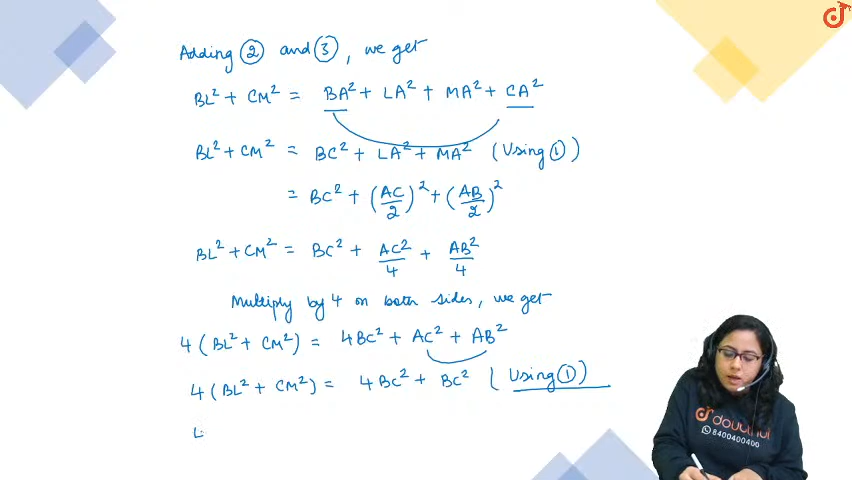 Adding ② and ③, we get
BL² + CM² = BA² + LA² + MA² + CA²
BL² + CM² = BC² + LA² + MA² (Using ①)
= BC² + (AC/2)² + (AB/2)²
BL² + CM² = BC² + AC²/4 + AB²/4
Multiply by 4 on both sides, we get
4(BL² + CM²) = 4BC² + AC² + AB²
4(BL² + CM²) = 4BC² + BC² (Using ①)
doubtnut
8400400400